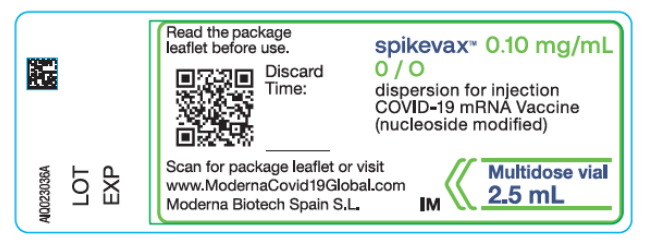 AI00023036A
LOT
EXP
Read the package
leaflet before use.
Discard
Time:
Scan for package leaflet or visit
www.ModernaCovid19Global.com
Moderna Biotech Spain S.L.
spikevax™ 0.10 mg/mL
0 / O
dispersion for injection
COVID-19 mRNA Vaccine
(nucleoside modified)
IM
Multidose vial
2.5 mL